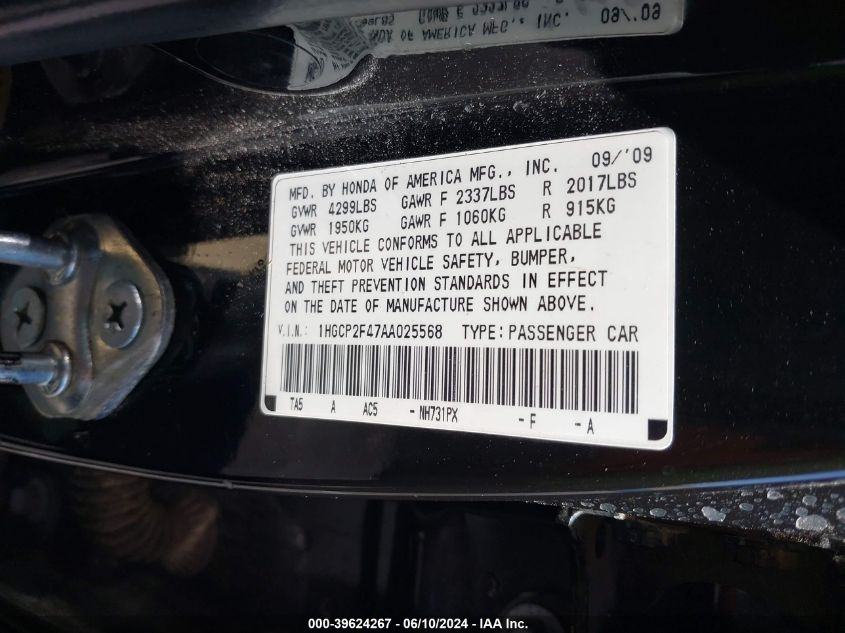 MFD. BY HONDA OF AMERICA MFG., INC. 09/'09
GVWR 4299LBS GAWR F 2337LBS R 2017LBS
GVWR 1950KG GAWR F 1060KG R 915KG
THIS VEHICLE CONFORMS TO ALL APPLICABLE
FEDERAL MOTOR VEHICLE SAFETY, BUMPER,
AND THEFT PREVENTION STANDARDS IN EFFECT
ON THE DATE OF MANUFACTURE SHOWN ABOVE.
V.I.N.: 1HGCP2F47AA025568 TYPE: PASSENGER CAR
TA5 A AC5 - NH731PX - F - A
000-39624267 - 06/10/2024 - IAA Inc.